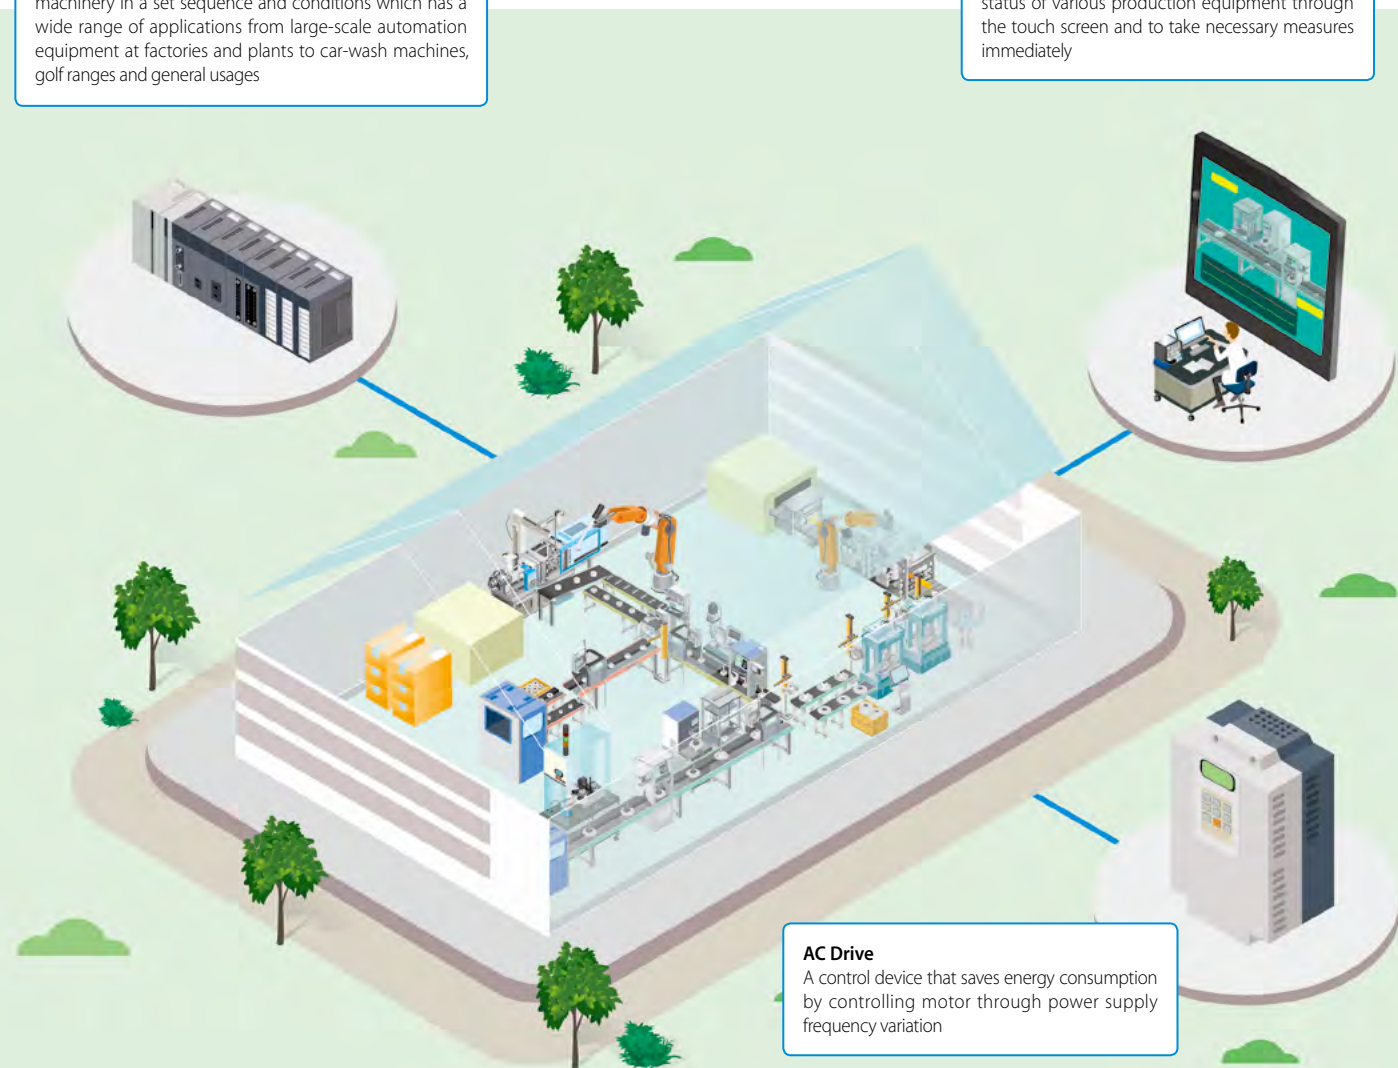 machinery in a set sequence and conditions which has a
wide range of applications from large-scale automation
equipment at factories and plants to car-wash machines,
golf ranges and general usages
status of various production equipment through
the touch screen and to take necessary measures
immediately
AC Drive
A control device that saves energy consumption
by controlling motor through power supply
frequency variation